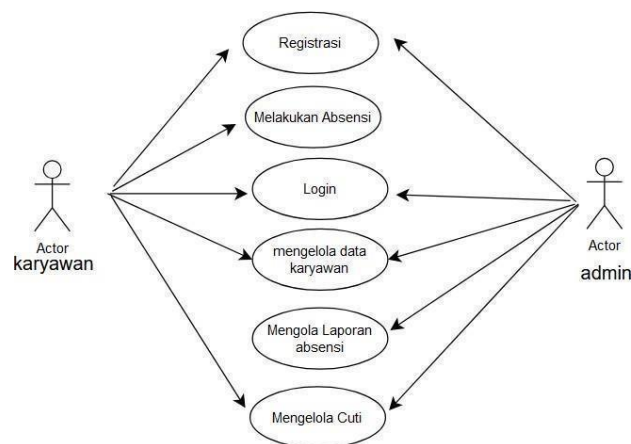 Registrasi
Melakukan Absensi
Login
Actor
karyawan
mengelola data
karyawan
Actor
admin
Mengola Laporan
absensi
Mengelola Cuti